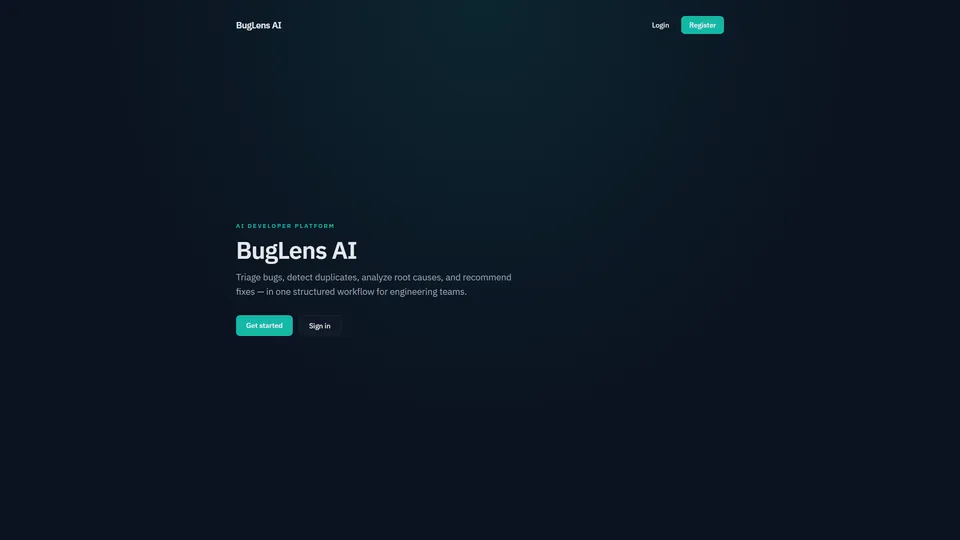 BugLens AI
Login
Register
AI DEVELOPER PLATFORM
BugLens AI
Triage bugs, detect duplicates, analyze root causes, and recommend
fixes — in one structured workflow for engineering teams.
Get started
Sign in